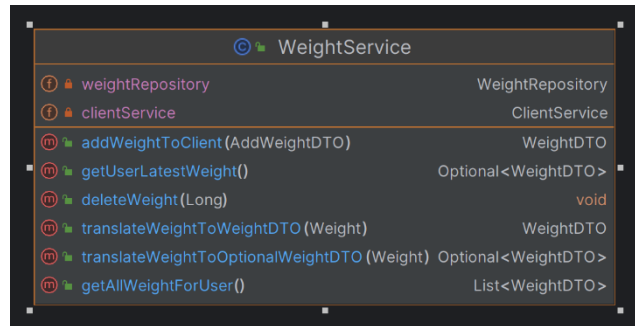 WeightService
weightRepository WeightRepository
clientService ClientService
addWeightToClient(AddWeightDTO) WeightDTO
getUserLatestWeight() Optional<WeightDTO>
deleteWeight(Long) void
translateWeightToWeightDTO(Weight) WeightDTO
translateWeightToOptionalWeightDTO(Weight) Optional<WeightDTO>
getAllWeightForUser() List<WeightDTO>